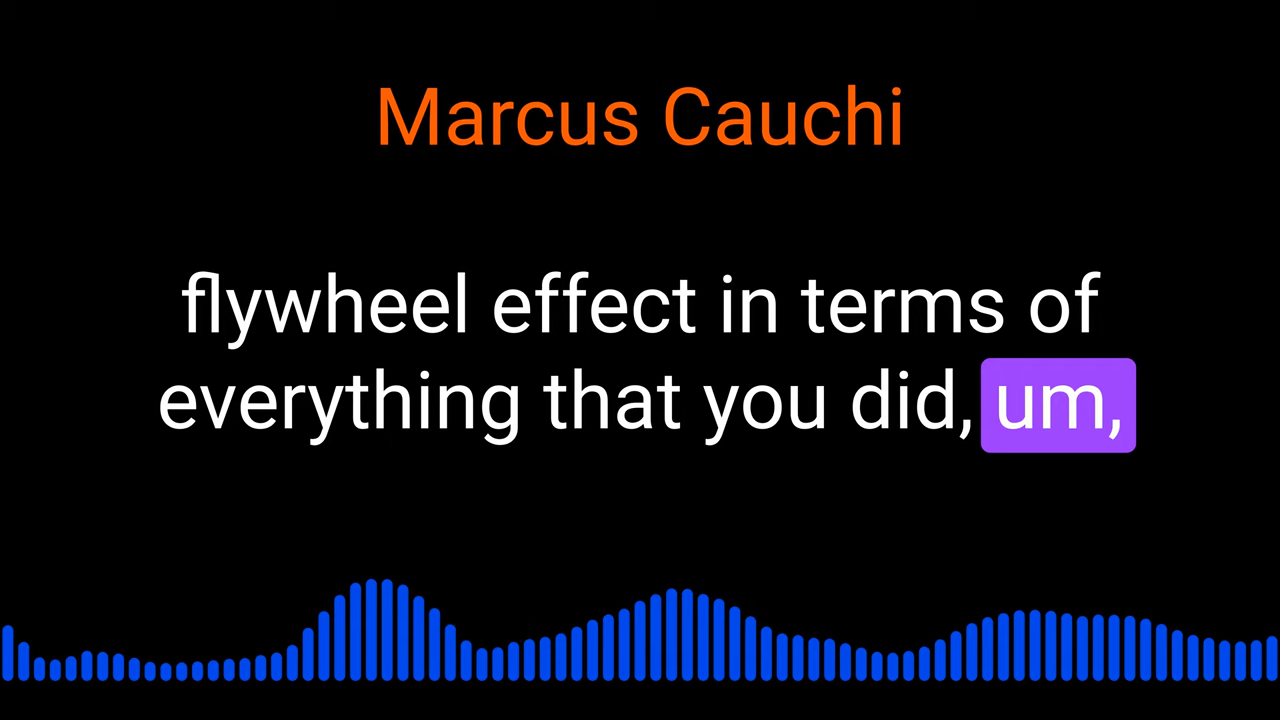 Marcus Cauchi
flywheel effect in terms of
everything that you did, um,